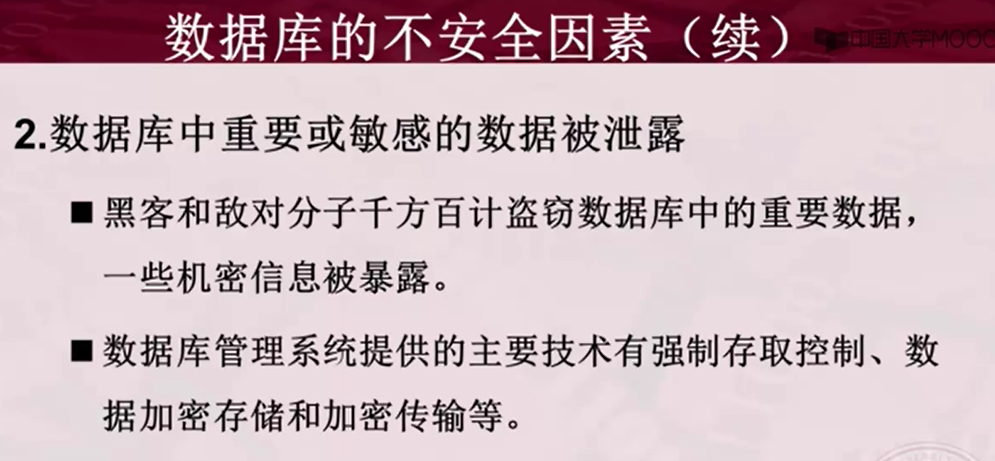 数据库的不安全因素（续）
中国大学MOOC
2.数据库中重要或敏感的数据被泄露
■黑客和敌对分子千方百计盗窃数据库中的重要数据，
一些机密信息被暴露。
■数据库管理系统提供的主要技术有强制存取控制、数
据加密存储和加密传输等。